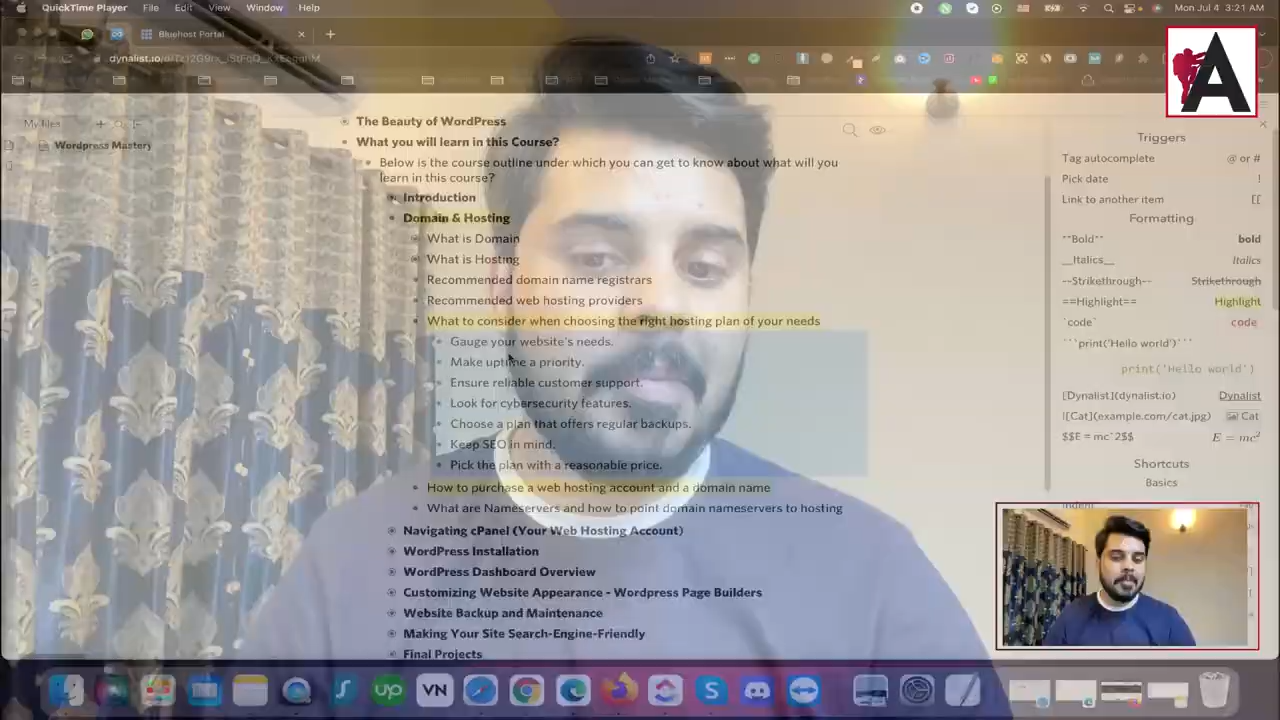 QuickTime Player File Edit View Window Help
Mon Jul 4 3:21 AM
Bluehost Portal
A
My files
Wordpress Mastery
The Beauty of WordPress
What you will learn in this Course?
Below is the course outline under which you can get to know about what will you
learn in this course?
Introduction
Domain & Hosting
What is Domain
What is Hosting
Recommended domain name registrars
Recommended web hosting providers
What to consider when choosing the right hosting plan of your needs
Gauge your website's needs.
Make uptime a priority.
Ensure reliable customer support.
Look for cybersecurity features.
Choose a plan that offers regular backups.
Keep SEO in mind.
Pick the plan with a reasonable price.
How to purchase a web hosting account and a domain name
What are Nameservers and how to point domain nameservers to hosting
Navigating cPanel (Your Web Hosting Account)
WordPress Installation
WordPress Dashboard Overview
Customizing Website Appearance - Wordpress Page Builders
Website Backup and Maintenance
Making Your Site Search-Engine-Friendly
Final Projects
Triggers
Tag autocomplete @ or #
Pick date !
Link to another item [[
Formatting
**Bold** bold
__Italics__ Italics
~~Strikethrough~~ Strikethrough
==Highlight== Highlight
`code` code
```print('Hello world')```
print('Hello world')
[Dynalist](dynalist.io) Dynalist
![Cat](example.com/cat.jpg) Cat
$$E = mc^2$$ E = mc²
Shortcuts
Basics
Indent
up
VN